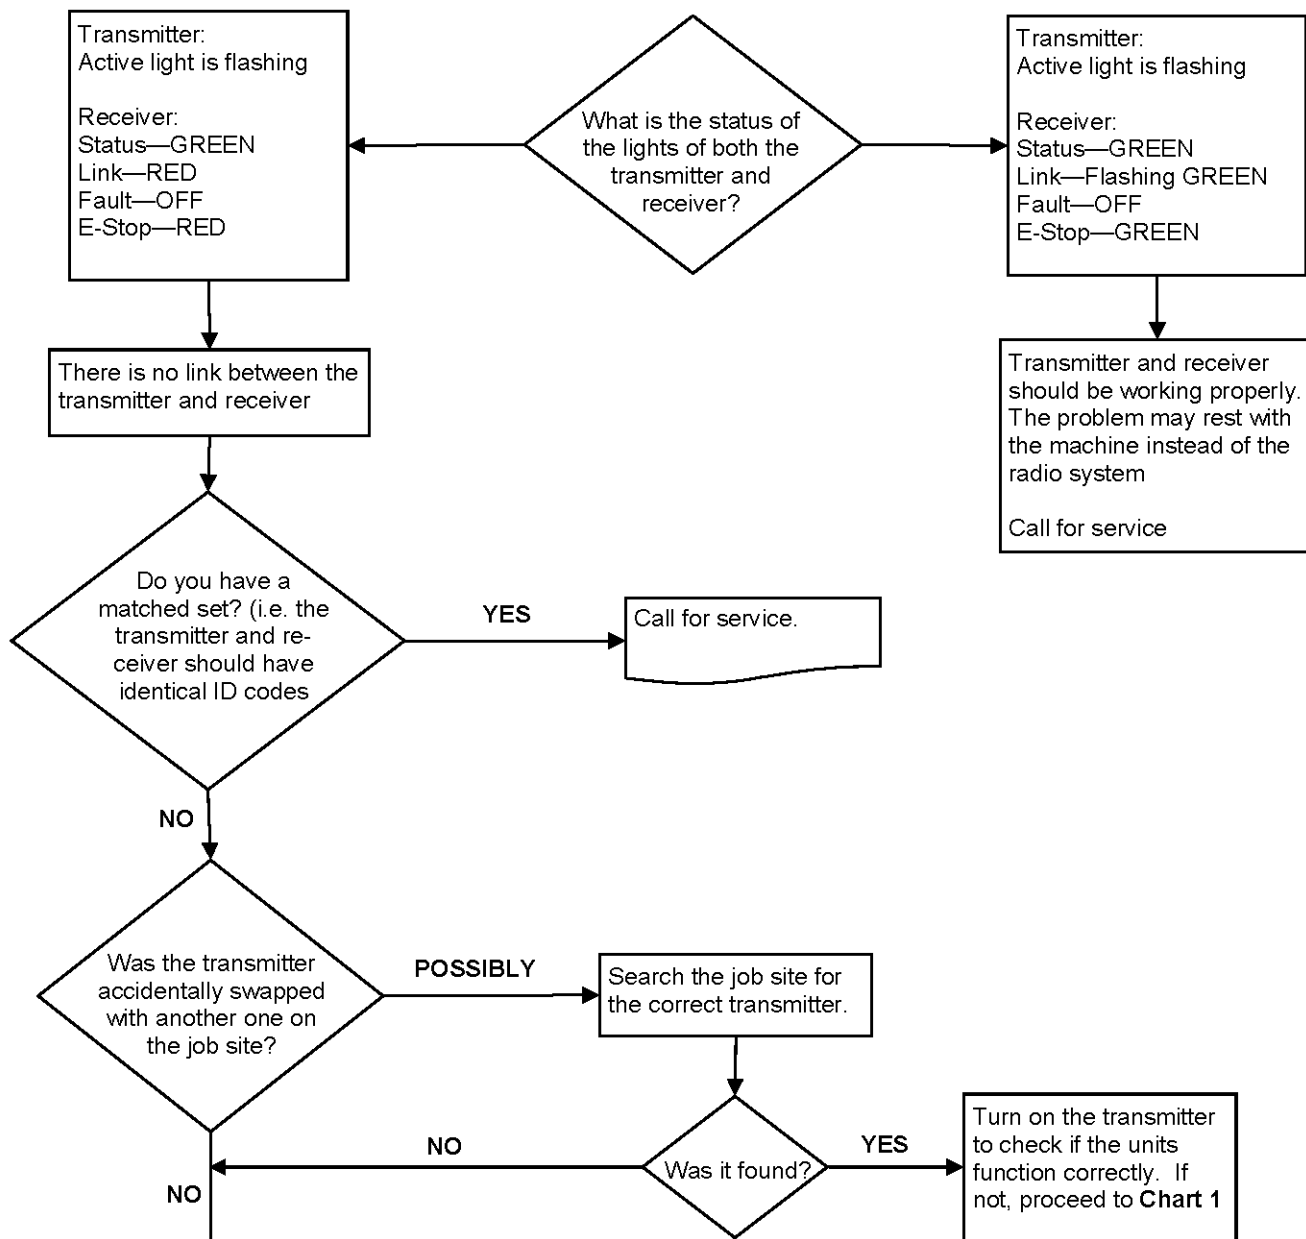 Transmitter:
Active light is flashing
Receiver:
Status—GREEN
Link—RED
Fault—OFF
E-Stop—RED
What is the status of
the lights of both the
transmitter and
receiver?
Transmitter:
Active light is flashing
Receiver:
Status—GREEN
Link—Flashing GREEN
Fault—OFF
E-Stop—GREEN
There is no link between the
transmitter and receiver
Transmitter and receiver
should be working properly.
The problem may rest with
the machine instead of the
radio system
Call for service
Do you have a
matched set? (i.e. the
transmitter and re-
ceiver should have
identical ID codes
YES
Call for service.
NO
Was the transmitter
accidentally swapped
with another one on
the job site?
POSSIBLY
Search the job site for
the correct transmitter.
NO
Was it found?
YES
Turn on the transmitter
to check if the units
function correctly.  If
not, proceed to Chart 1
NO